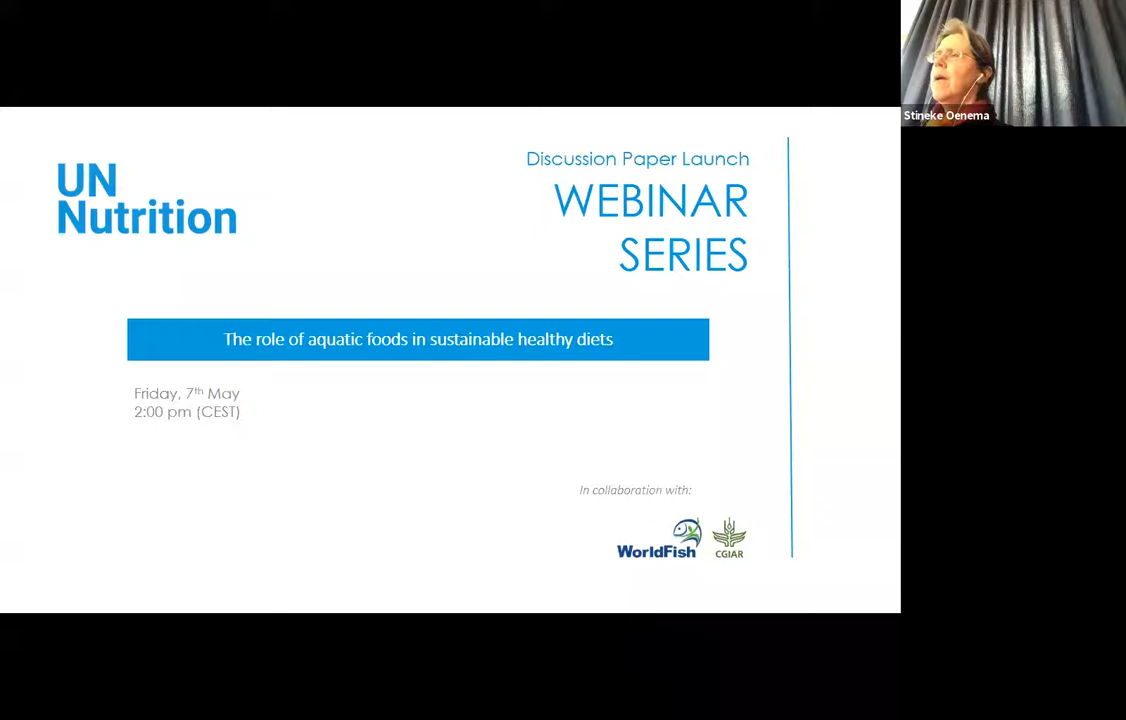 Stineke Oenema
UN
Nutrition
Discussion Paper Launch
WEBINAR
SERIES
The role of aquatic foods in sustainable healthy diets
Friday, 7th May
2:00 pm (CEST)
In collaboration with:
WorldFish
CGIAR